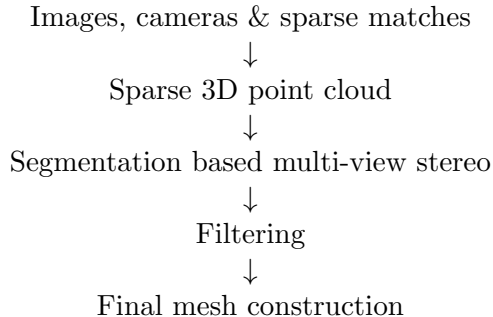 Images, cameras & sparse matches
↓
Sparse 3D point cloud
↓
Segmentation based multi-view stereo
↓
Filtering
↓
Final mesh construction